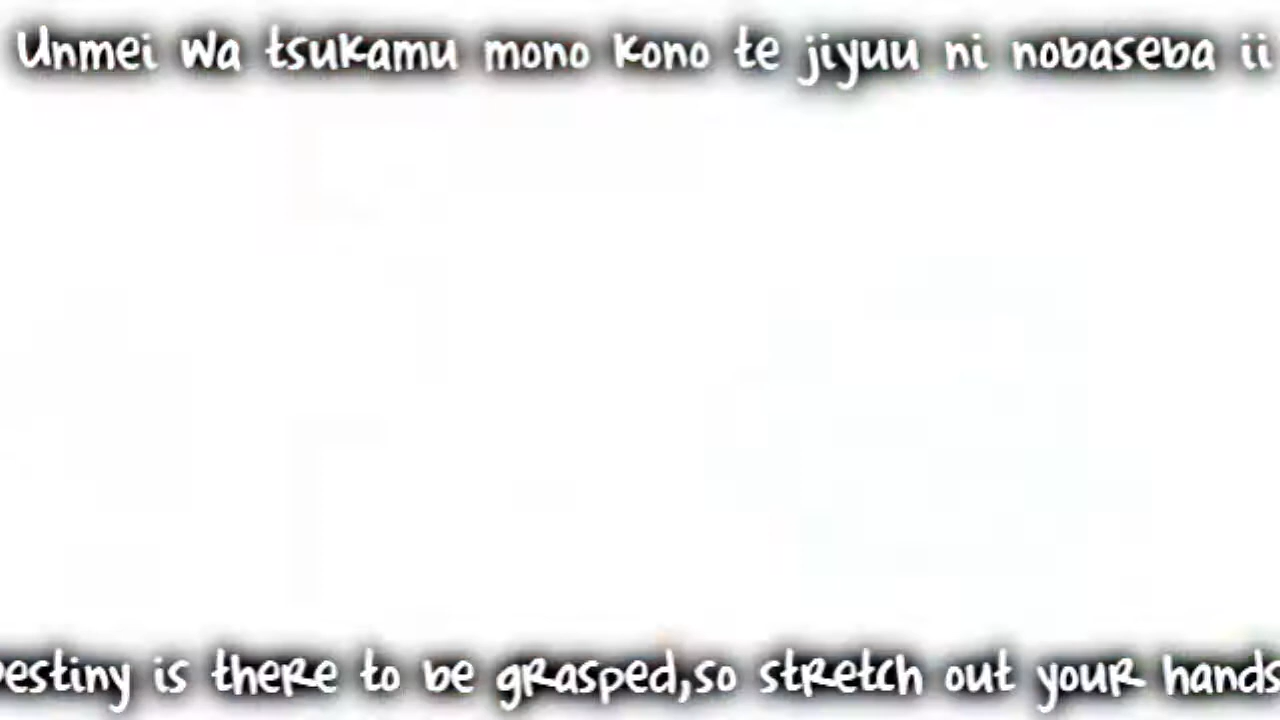 Unmei wa tsukamu mono kono te jiyuu ni nobaseba ii
Destiny is there to be grasped,so stretch out your hands